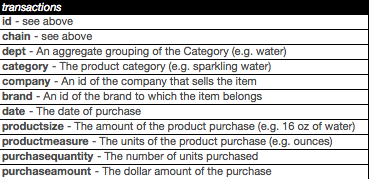 transactions
id - see above
chain - see above
dept - An aggregate grouping of the Category (e.g. water)
category - The product category (e.g. sparkling water)
company - An id of the company that sells the item
brand - An id of the brand to which the item belongs
date - The date of purchase
productsize - The amount of the product purchase (e.g. 16 oz of water)
productmeasure - The units of the product purchase (e.g. ounces)
purchasequantity - The number of units purchased
purchaseamount - The dollar amount of the purchase